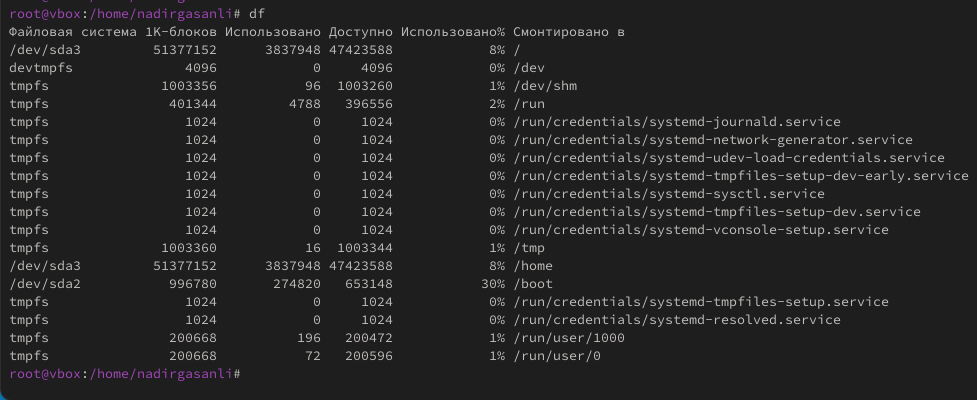 root@vbox:/home/nadirgasanli# df
Файловая система 1K-блоков Использовано Доступно Использовано% Смонтировано в
/dev/sda3 51377152 3837948 47423588 8% /
devtmpfs 4096 0 4096 0% /dev
tmpfs 1003356 96 1003260 1% /dev/shm
tmpfs 401344 4788 396556 2% /run
tmpfs 1024 0 1024 0% /run/credentials/systemd-journald.service
tmpfs 1024 0 1024 0% /run/credentials/systemd-network-generator.service
tmpfs 1024 0 1024 0% /run/credentials/systemd-udev-load-credentials.service
tmpfs 1024 0 1024 0% /run/credentials/systemd-tmpfiles-setup-dev-early.service
tmpfs 1024 0 1024 0% /run/credentials/systemd-sysctl.service
tmpfs 1024 0 1024 0% /run/credentials/systemd-tmpfiles-setup-dev.service
tmpfs 1024 0 1024 0% /run/credentials/systemd-vconsole-setup.service
tmpfs 1003360 16 1003344 1% /tmp
/dev/sda3 51377152 3837948 47423588 8% /home
/dev/sda2 996780 274820 653148 30% /boot
tmpfs 1024 0 1024 0% /run/credentials/systemd-tmpfiles-setup.service
tmpfs 1024 0 1024 0% /run/credentials/systemd-resolved.service
tmpfs 200668 196 200472 1% /run/user/1000
tmpfs 200668 72 200596 1% /run/user/0
root@vbox:/home/nadirgasanli#